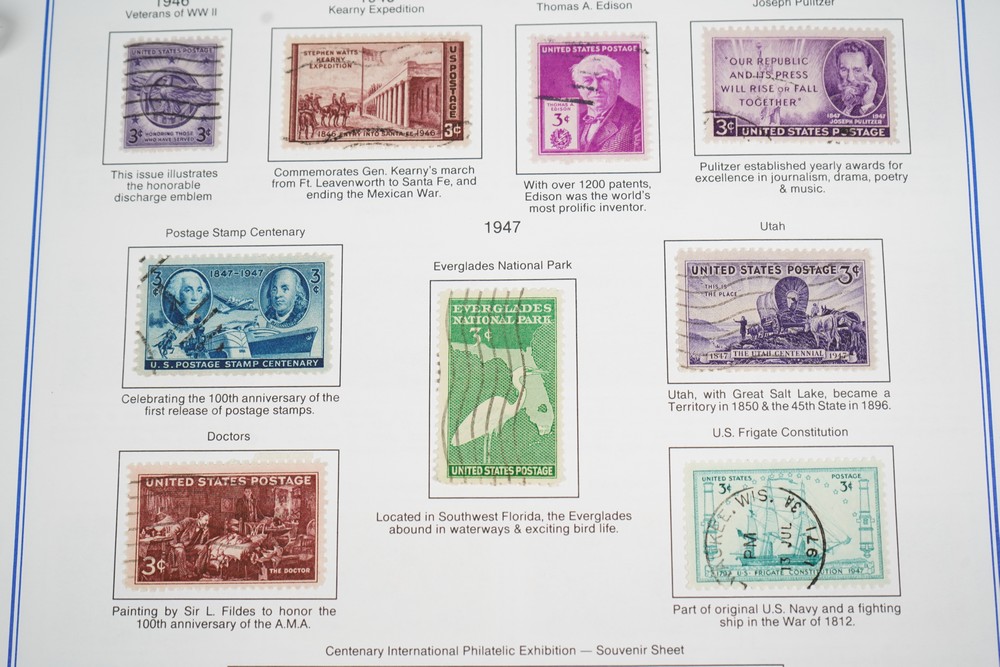 1946
Veterans of WW II
Kearny Expedition
Thomas A. Edison
Joseph Pulitzer
UNITED STATES POSTAGE
3¢ 3¢
HONORING THOSE
WHO HAVE SERVED
STEPHEN WATTS
KEARNY
EXPEDITION
U S POSTAGE
3¢
1846 ENTRY INTO SANTA FE 1946
UNITED STATES POSTAGE
THOMAS A.
EDISON
3¢
"OUR REPUBLIC
AND ITS PRESS
WILL RISE OR FALL
TOGETHER"
1847 1947
JOSEPH PULITZER
3¢ UNITED STATES POSTAGE
This issue illustrates
the honorable
discharge emblem
Commemorates Gen. Kearny's march
from Ft. Leavenworth to Santa Fe, and
ending the Mexican War.
With over 1200 patents,
Edison was the world's
most prolific inventor.
Pulitzer established yearly awards for
excellence in journalism, drama, poetry
& music.
1947
Postage Stamp Centenary
Everglades National Park
Utah
3¢ 1847-1947 3¢
U.S. POSTAGE STAMP CENTENARY
EVERGLADES
NATIONAL PARK
3¢
UNITED STATES POSTAGE
UNITED STATES POSTAGE 3¢
THIS IS
THE PLACE
1847 THE UTAH CENTENNIAL 1947
Celebrating the 100th anniversary of the
first release of postage stamps.
Utah, with Great Salt Lake, became a
Territory in 1850 & the 45th State in 1896.
Doctors
U.S. Frigate Constitution
UNITED STATES POSTAGE
3¢
THE DOCTOR
UNITED STATES POSTAGE
3¢ 3¢
WIS.
PM
13 JUL
1971
1797 U·S· FRIGATE CONSTITUTION 1947
Located in Southwest Florida, the Everglades
abound in waterways & exciting bird life.
Painting by Sir L. Fildes to honor the
100th anniversary of the A.M.A.
Part of original U.S. Navy and a fighting
ship in the War of 1812.
Centenary International Philatelic Exhibition — Souvenir Sheet